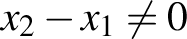 x₂ − x₁ ≠ 0